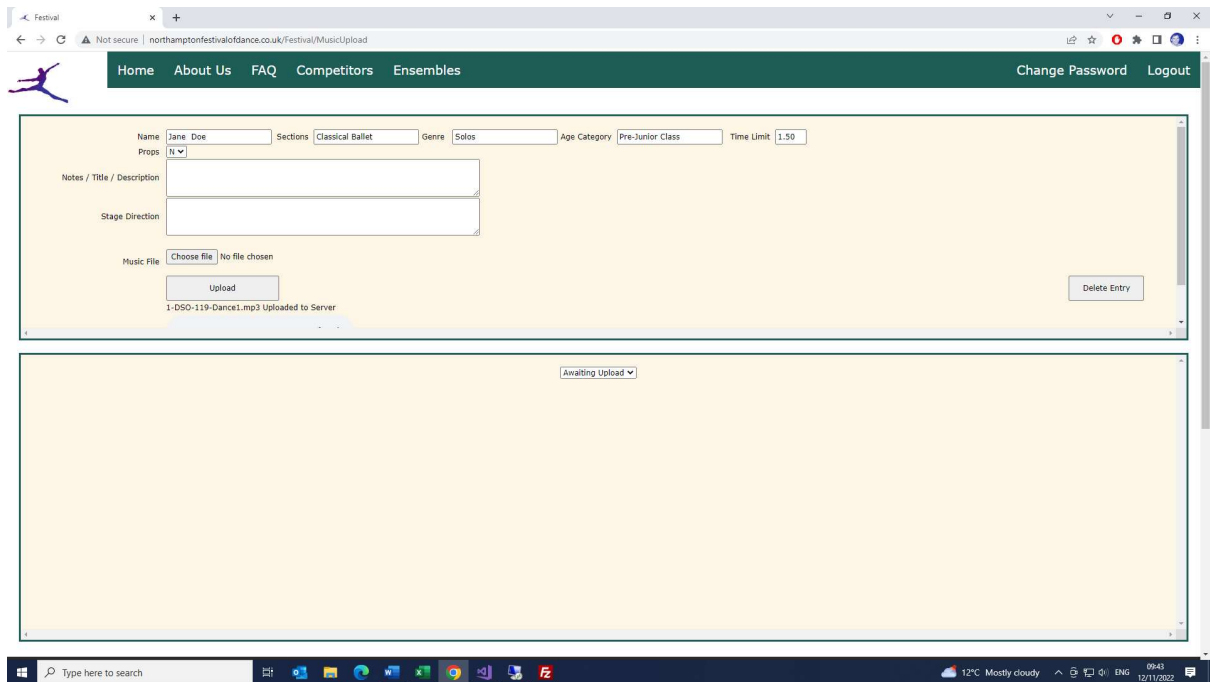 Festival
Not secure | northamptonfestivalofdance.co.uk/Festival/MusicUpload
Home About Us FAQ Competitors Ensembles Change Password Logout
Name Jane Doe Sections Classical Ballet Genre Solos Age Category Pre-Junior Class Time Limit 1.50
Props N
Notes / Title / Description
Stage Direction
Music File Choose file No file chosen
Upload Delete Entry
1-DSO-119-Dance1.mp3 Uploaded to Server
Awaiting Upload
Type here to search 12°C Mostly cloudy ENG 09:43
12/11/2022